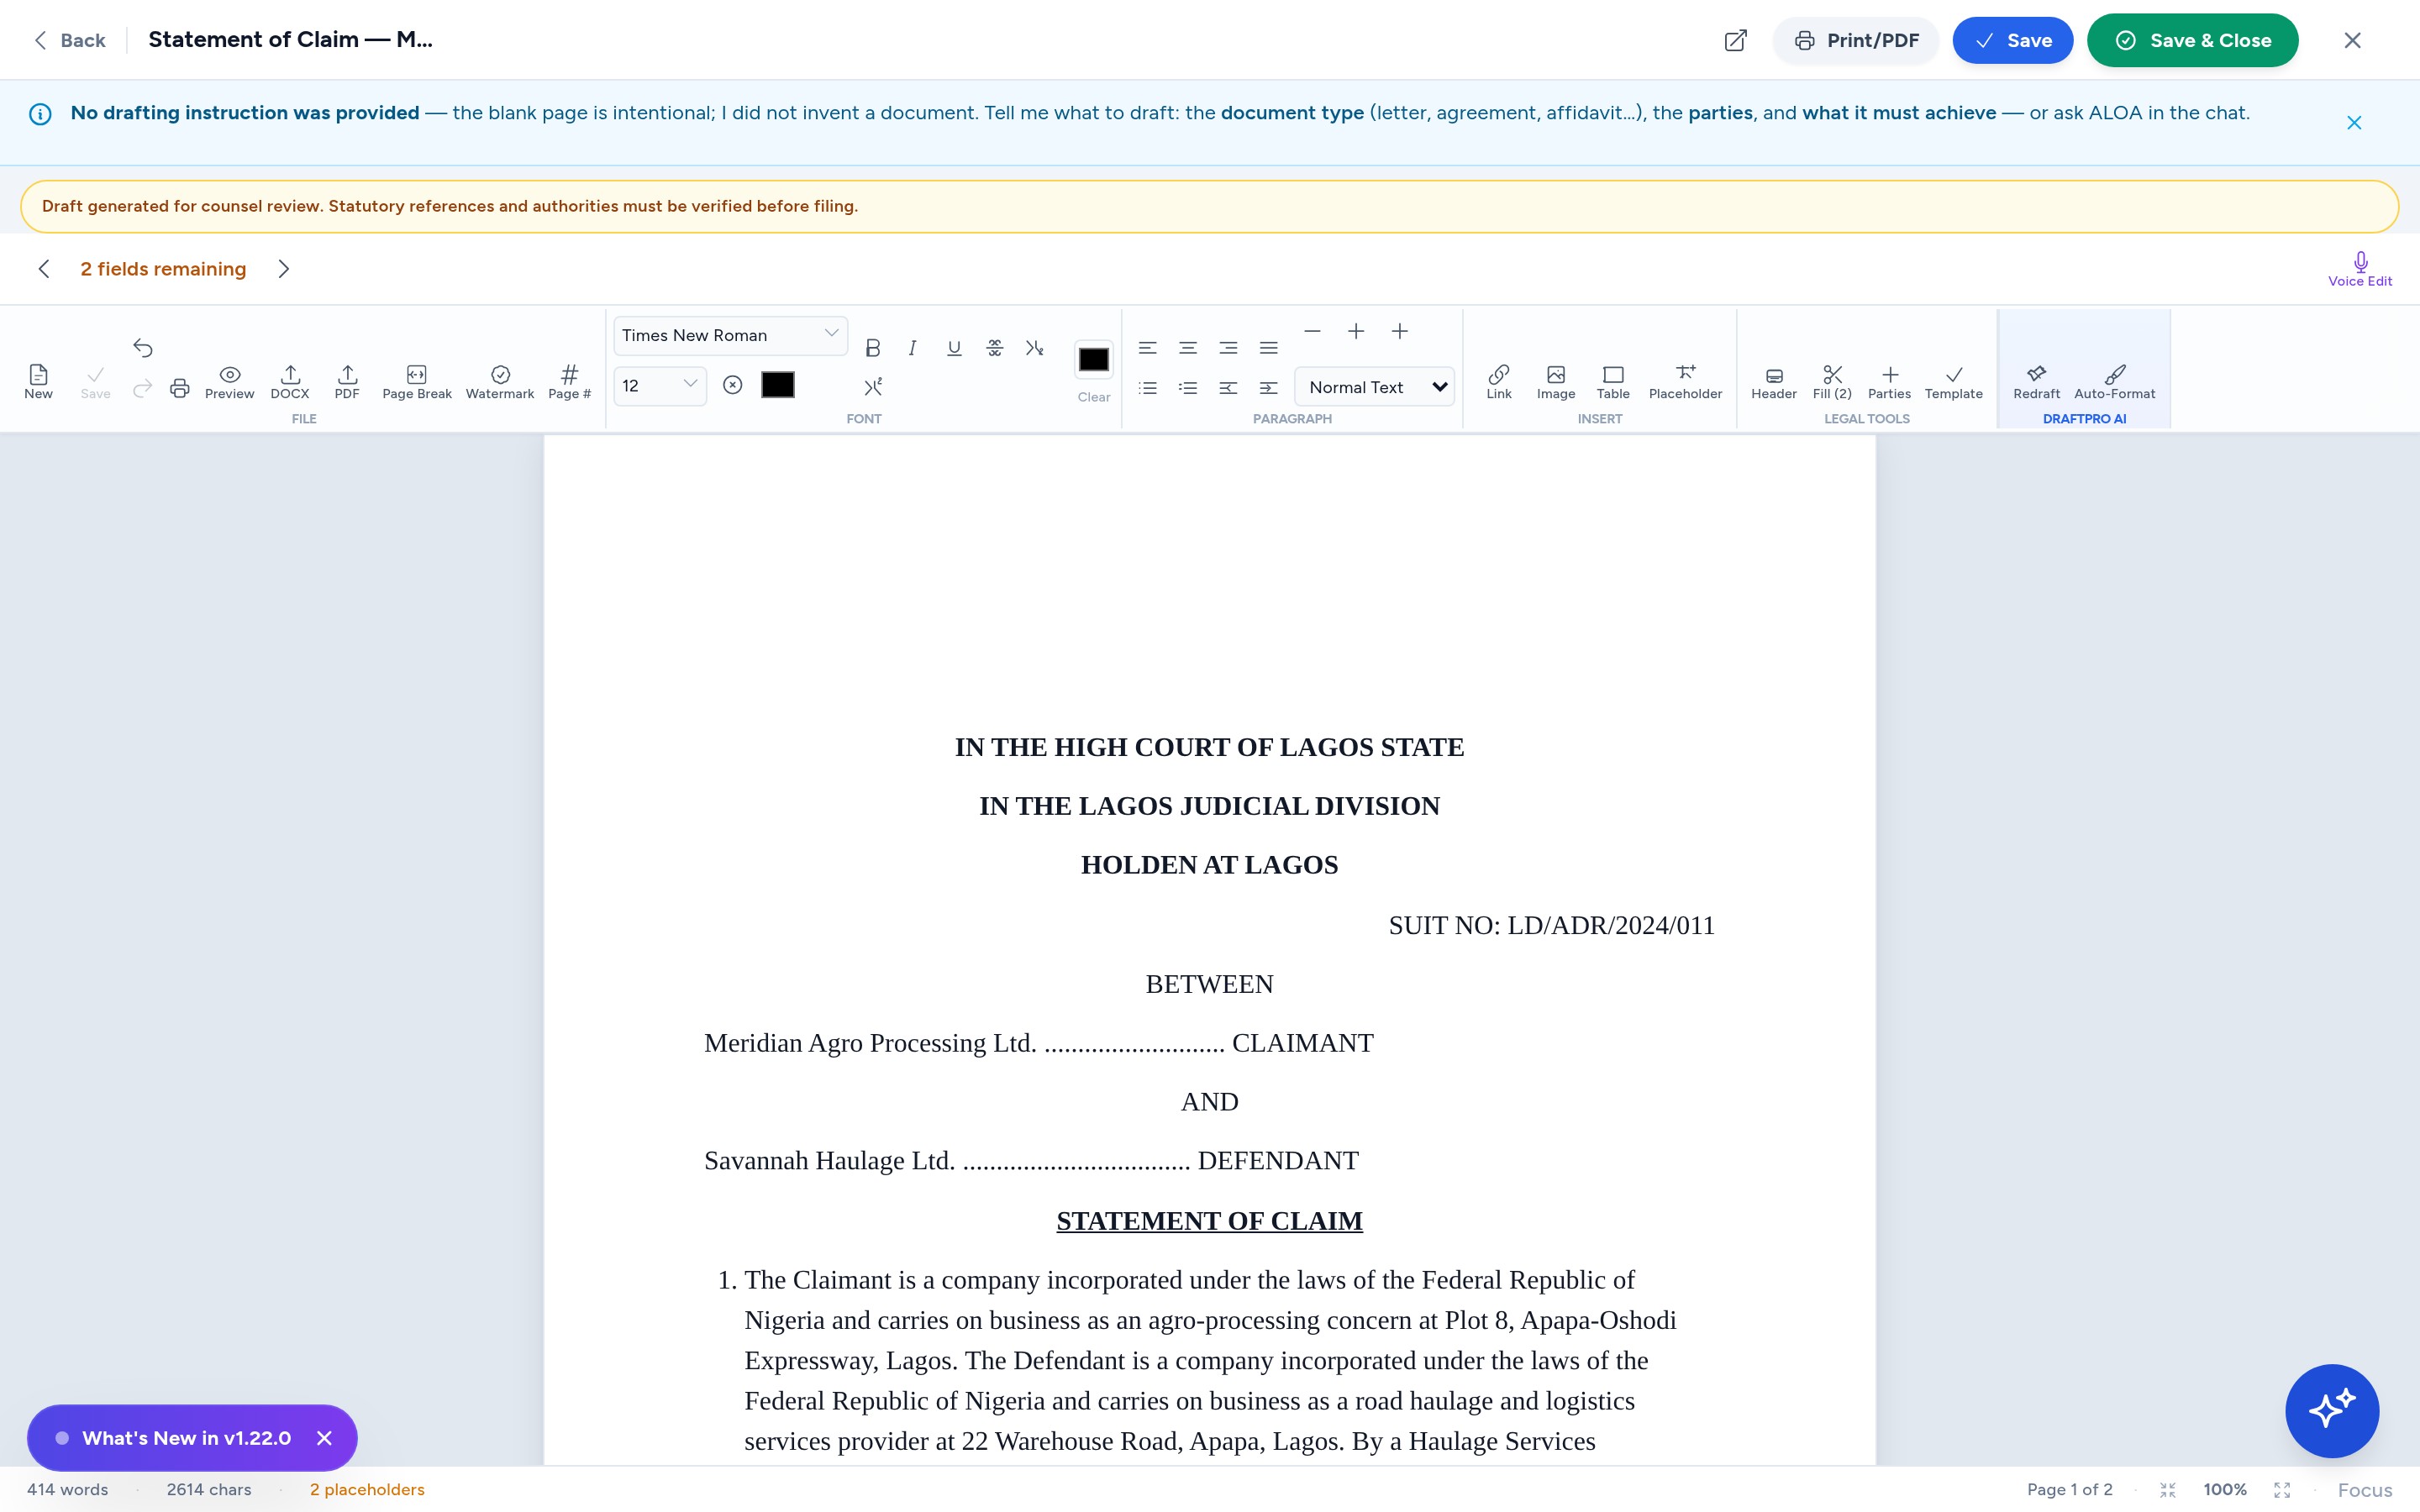 Back
Statement of Claim — M...
Print/PDF
Save
Save & Close
No drafting instruction was provided — the blank page is intentional; I did not invent a document. Tell me what to draft: the document type (letter, agreement, affidavit...), the parties, and what it must achieve — or ask ALOA in the chat.
Draft generated for counsel review. Statutory references and authorities must be verified before filing.
2 fields remaining
Voice Edit
New
Save
Preview
DOCX
PDF
Page Break
Watermark
Page #
FILE
Times New Roman
12
Clear
FONT
Normal Text
PARAGRAPH
Link
Image
Table
Placeholder
INSERT
Header
Fill (2)
Parties
Template
LEGAL TOOLS
Redraft
Auto-Format
DRAFTPRO AI
IN THE HIGH COURT OF LAGOS STATE
IN THE LAGOS JUDICIAL DIVISION
HOLDEN AT LAGOS
SUIT NO: LD/ADR/2024/011
BETWEEN
Meridian Agro Processing Ltd. ........................... CLAIMANT
AND
Savannah Haulage Ltd. .................................. DEFENDANT
STATEMENT OF CLAIM
1. The Claimant is a company incorporated under the laws of the Federal Republic of
Nigeria and carries on business as an agro-processing concern at Plot 8, Apapa-Oshodi
Expressway, Lagos. The Defendant is a company incorporated under the laws of the
Federal Republic of Nigeria and carries on business as a road haulage and logistics
services provider at 22 Warehouse Road, Apapa, Lagos. By a Haulage Services
What's New in v1.22.0
414 words · 2614 chars · 2 placeholders
Page 1 of 2 · 100% · Focus